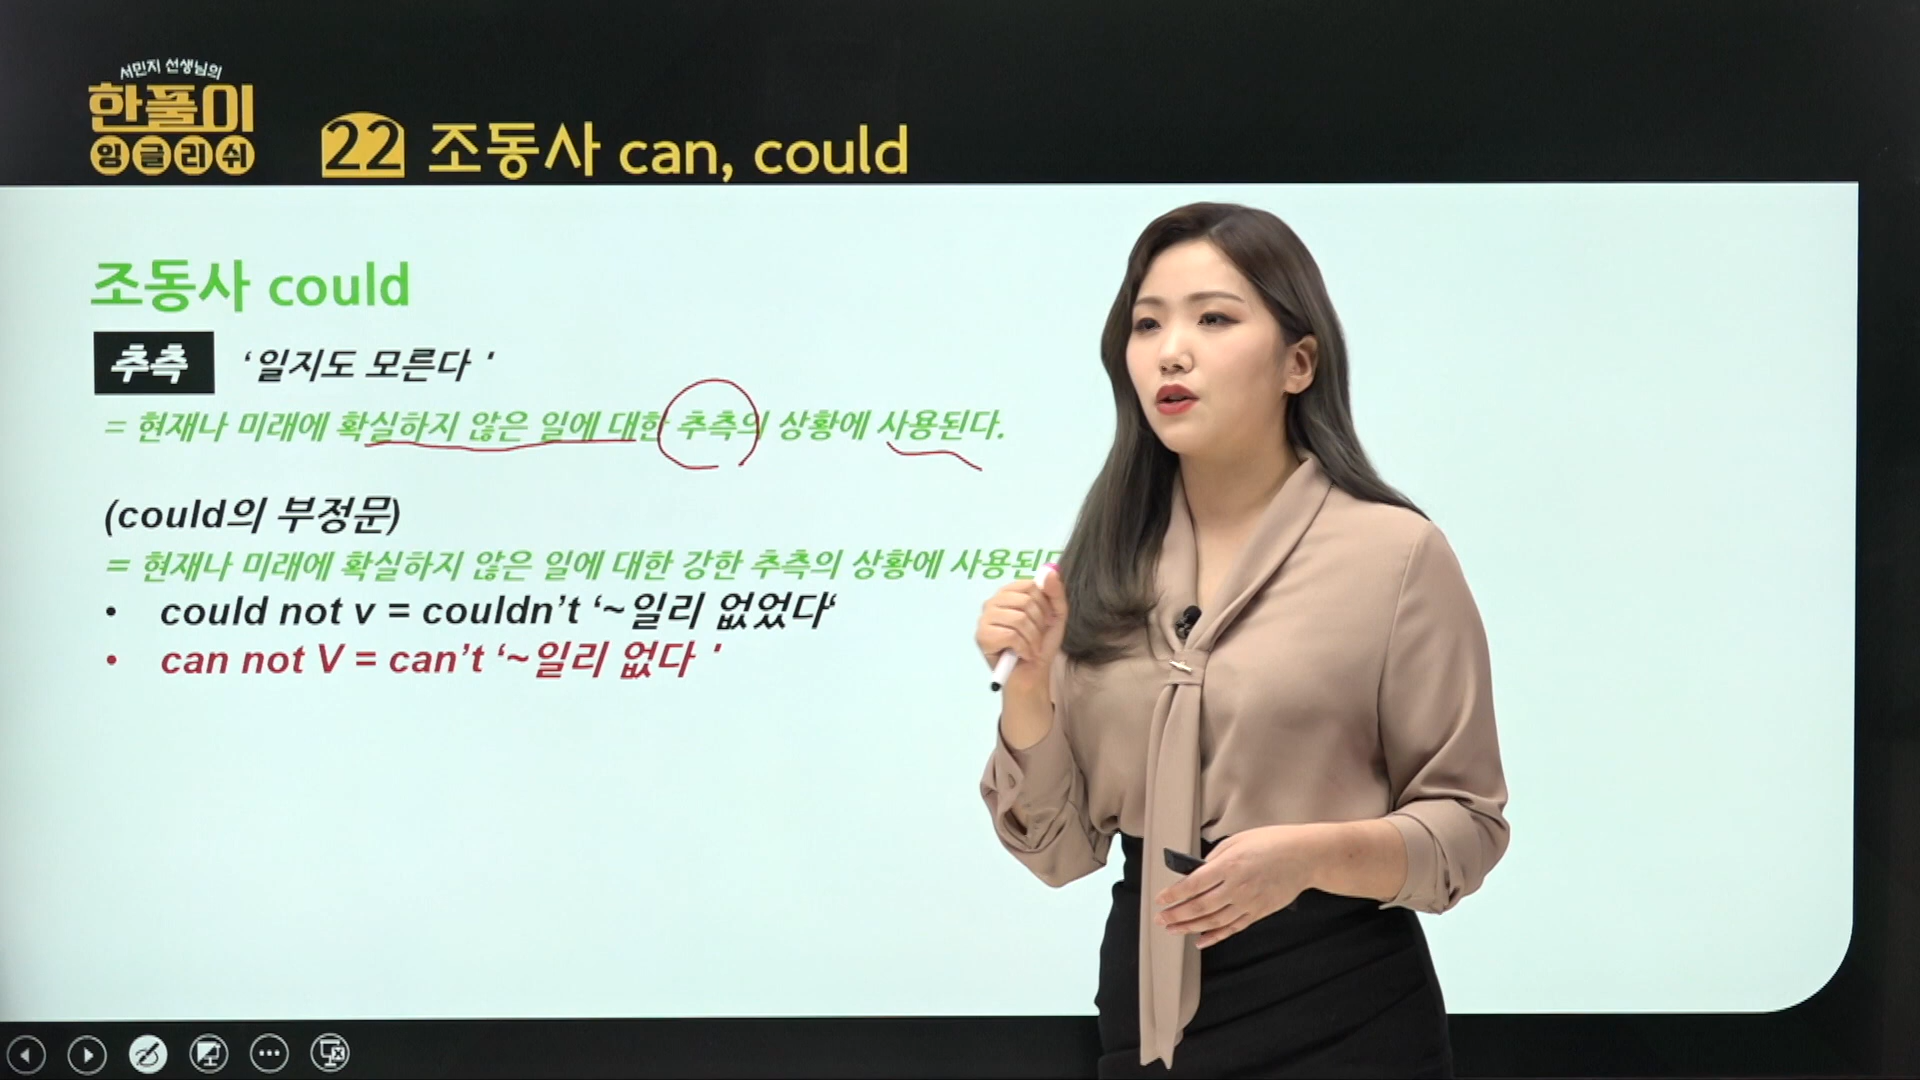 서민지 선생님의
한풀이
잉글리쉬
22 조동사 can, could
조동사 could
추측 ‘일지도 모른다 '
= 현재나 미래에 확실하지 않은 일에 대한 추측의 상황에 사용된다.
(could의 부정문)
= 현재나 미래에 확실하지 않은 일에 대한 강한 추측의 상황에 사용된
• could not v = couldn’t ‘~일리 없었다‘
• can not V = can’t ‘~일리 없다 '